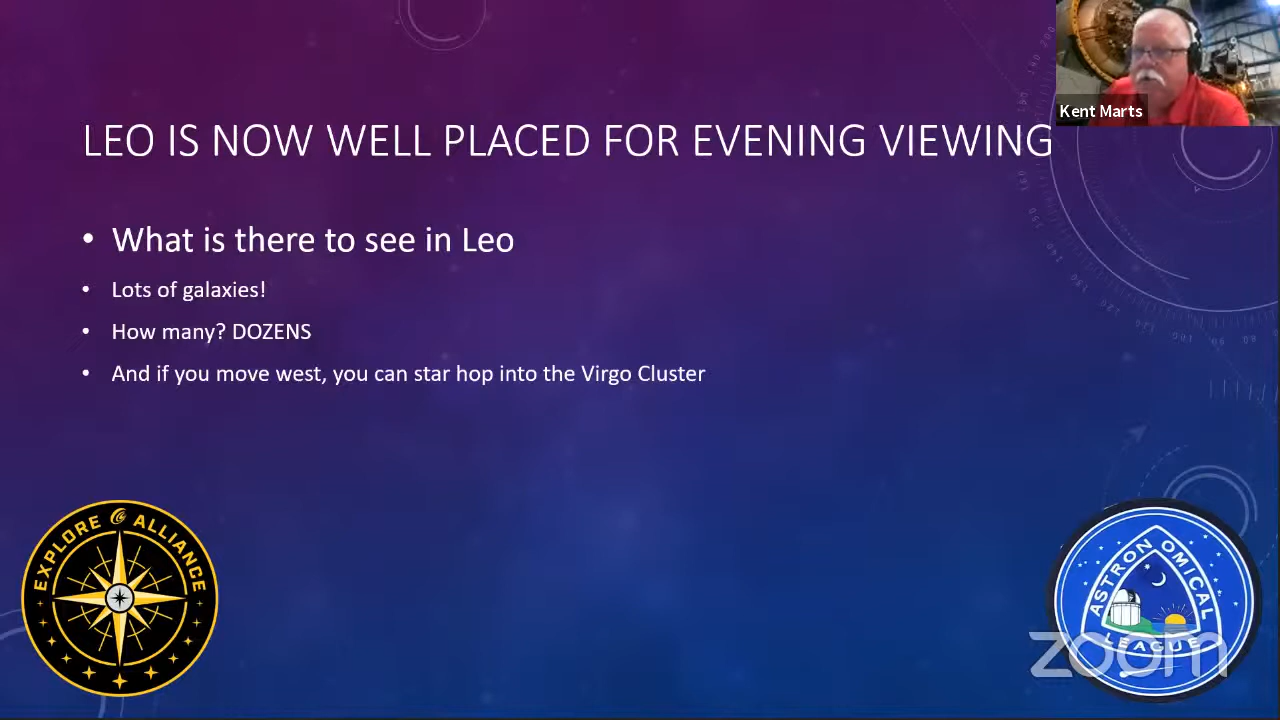 Kent Marts
LEO IS NOW WELL PLACED FOR EVENING VIEWING
• What is there to see in Leo
• Lots of galaxies!
• How many? DOZENS
• And if you move west, you can star hop into the Virgo Cluster
EXPLORE ALLIANCE
ASTRONOMICAL
LEAGUE
zoom